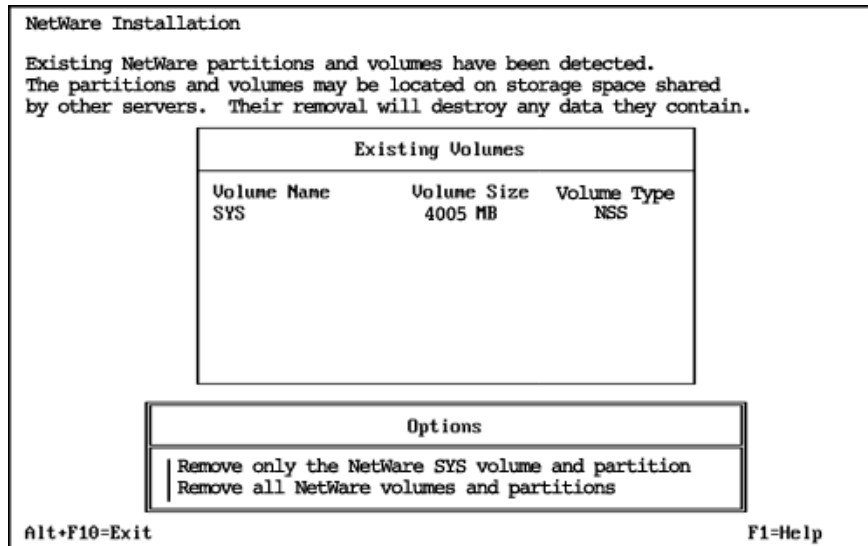 NetWare Installation
Existing NetWare partitions and volumes have been detected.
The partitions and volumes may be located on storage space shared
by other servers.  Their removal will destroy any data they contain.
Existing Volumes
Volume Name Volume Size Volume Type
SYS 4005 MB NSS
Options
Remove only the NetWare SYS volume and partition
Remove all NetWare volumes and partitions
Alt+F10=Exit F1=Help